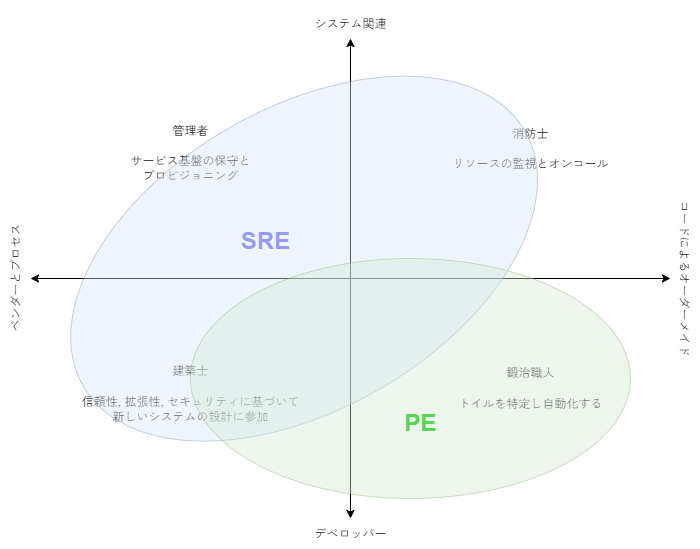 システム関連
管理者
消防士
サービス基盤の保守と
プロビジョニング
リソースの監視とオンコール
SRE
ベンダーとプロセス
コードによるオーダーメイド
建築士
鍛冶職人
信頼性, 拡張性, セキュリティに基づいて
新しいシステムの設計に参加
トイルを特定し自動化する
PE
デベロッパー